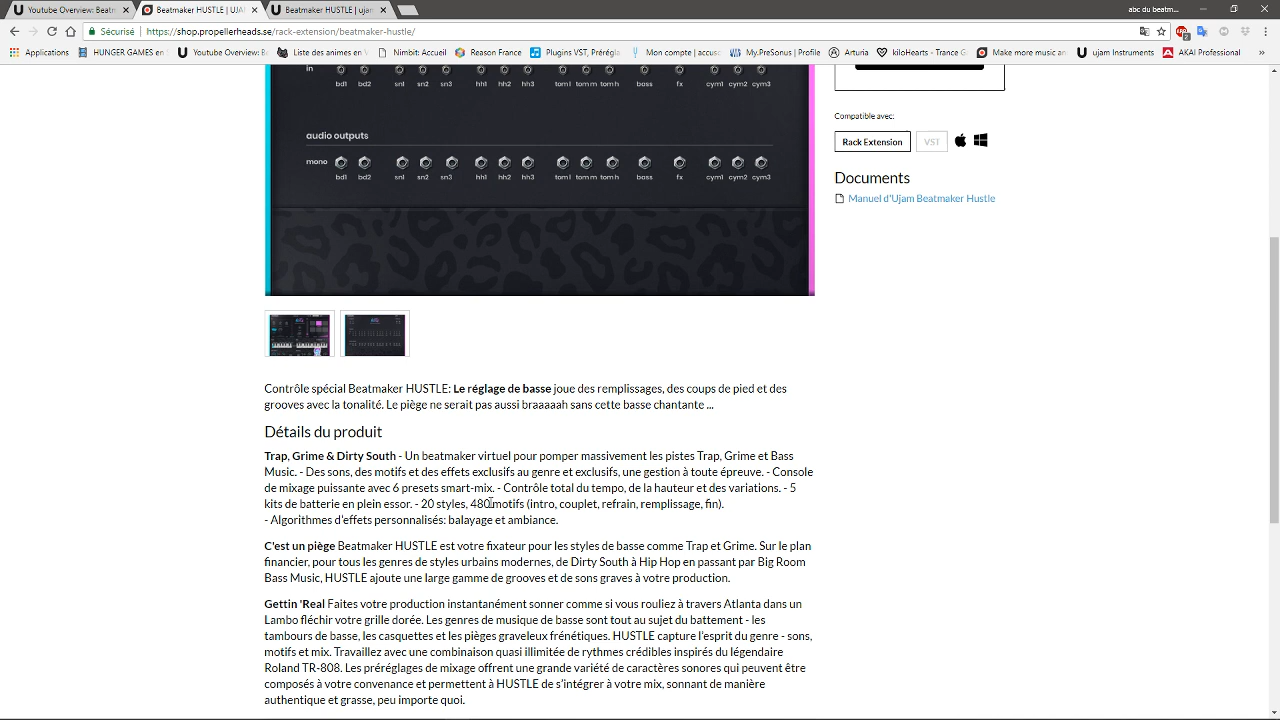 Youtube Overview: Beatm
Beatmaker HUSTLE | UJA
Beatmaker HUSTLE | ujam
abc du beatm...
Sécurisé
https://shop.propellerheads.se/rack-extension/beatmaker-hustle/
Applications
HUNGER GAMES en S
Youtube Overview: Be
Liste des animes en V
Nimbit: Accueil
Reason France
Plugins VST, Prérégla
Mon compte | accusc
My.PreSonus | Profile
Arturia
kiloHearts - Trance G
Make more music an
ujam Instruments
AKAI Professional
in
bd1 bd2 sn1 sn2 sn3 hh1 hh2 hh3 tom l tom m tom h bass fx cym1 cym2 cym3
audio outputs
mono
bd1 bd2 sn1 sn2 sn3 hh1 hh2 hh3 tom l tom m tom h bass fx cym1 cym2 cym3
Compatible avec:
Rack Extension
VST
Documents
Manuel d'Ujam Beatmaker Hustle
Contrôle spécial Beatmaker HUSTLE: Le réglage de basse joue des remplissages, des coups de pied et des
grooves avec la tonalité. Le piège ne serait pas aussi braaaaah sans cette basse chantante ...
Détails du produit
Trap, Grime & Dirty South - Un beatmaker virtuel pour pomper massivement les pistes Trap, Grime et Bass
Music. - Des sons, des motifs et des effets exclusifs au genre et exclusifs, une gestion à toute épreuve. - Console
de mixage puissante avec 6 presets smart-mix. - Contrôle total du tempo, de la hauteur et des variations. - 5
kits de batterie en plein essor. - 20 styles, 480 motifs (intro, couplet, refrain, remplissage, fin).
- Algorithmes d'effets personnalisés: balayage et ambiance.
C'est un piège Beatmaker HUSTLE est votre fixateur pour les styles de basse comme Trap et Grime. Sur le plan
financier, pour tous les genres de styles urbains modernes, de Dirty South à Hip Hop en passant par Big Room
Bass Music, HUSTLE ajoute une large gamme de grooves et de sons graves à votre production.
Gettin 'Real Faites votre production instantanément sonner comme si vous rouliez à travers Atlanta dans un
Lambo fléchir votre grille dorée. Les genres de musique de basse sont tout au sujet du battement - les
tambours de basse, les casquettes et les pièges graveleux frénétiques. HUSTLE capture l'esprit du genre - sons,
motifs et mix. Travaillez avec une combinaison quasi illimitée de rythmes crédibles inspirés du légendaire
Roland TR-808. Les préréglages de mixage offrent une grande variété de caractères sonores qui peuvent être
composés à votre convenance et permettent à HUSTLE de s'intégrer à votre mix, sonnant de manière
authentique et grasse, peu importe quoi.